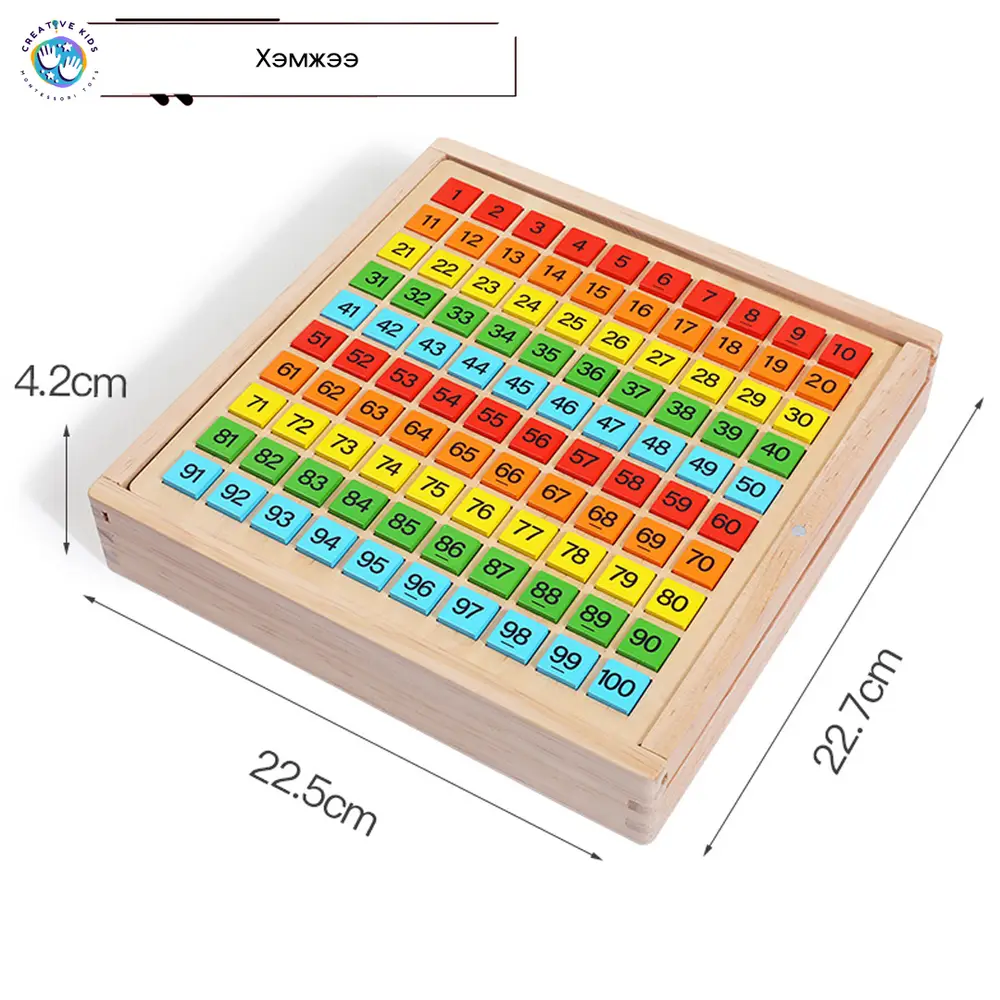 CREATIVE KIDS
MONTESSORI TOYS
Хэмжээ
1 2 3 4 5 6 7 8 9 10
11 12 13 14 15 16 17 18 19 20
21 22 23 24 25 26 27 28 29 30
31 32 33 34 35 36 37 38 39 40
41 42 43 44 45 46 47 48 49 50
51 52 53 54 55 56 57 58 59 60
61 62 63 64 65 66 67 68 69 70
71 72 73 74 75 76 77 78 79 80
81 82 83 84 85 86 87 88 89 90
91 92 93 94 95 96 97 98 99 100
4.2cm
22.5cm
22.7cm